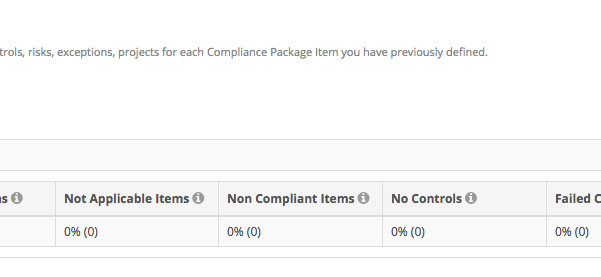 trols, risks, exceptions, projects for each Compliance Package Item you have previously defined.
s Not Applicable Items Non Compliant Items No Controls Failed C
0% (0) 0% (0) 0% (0) 0% (0)